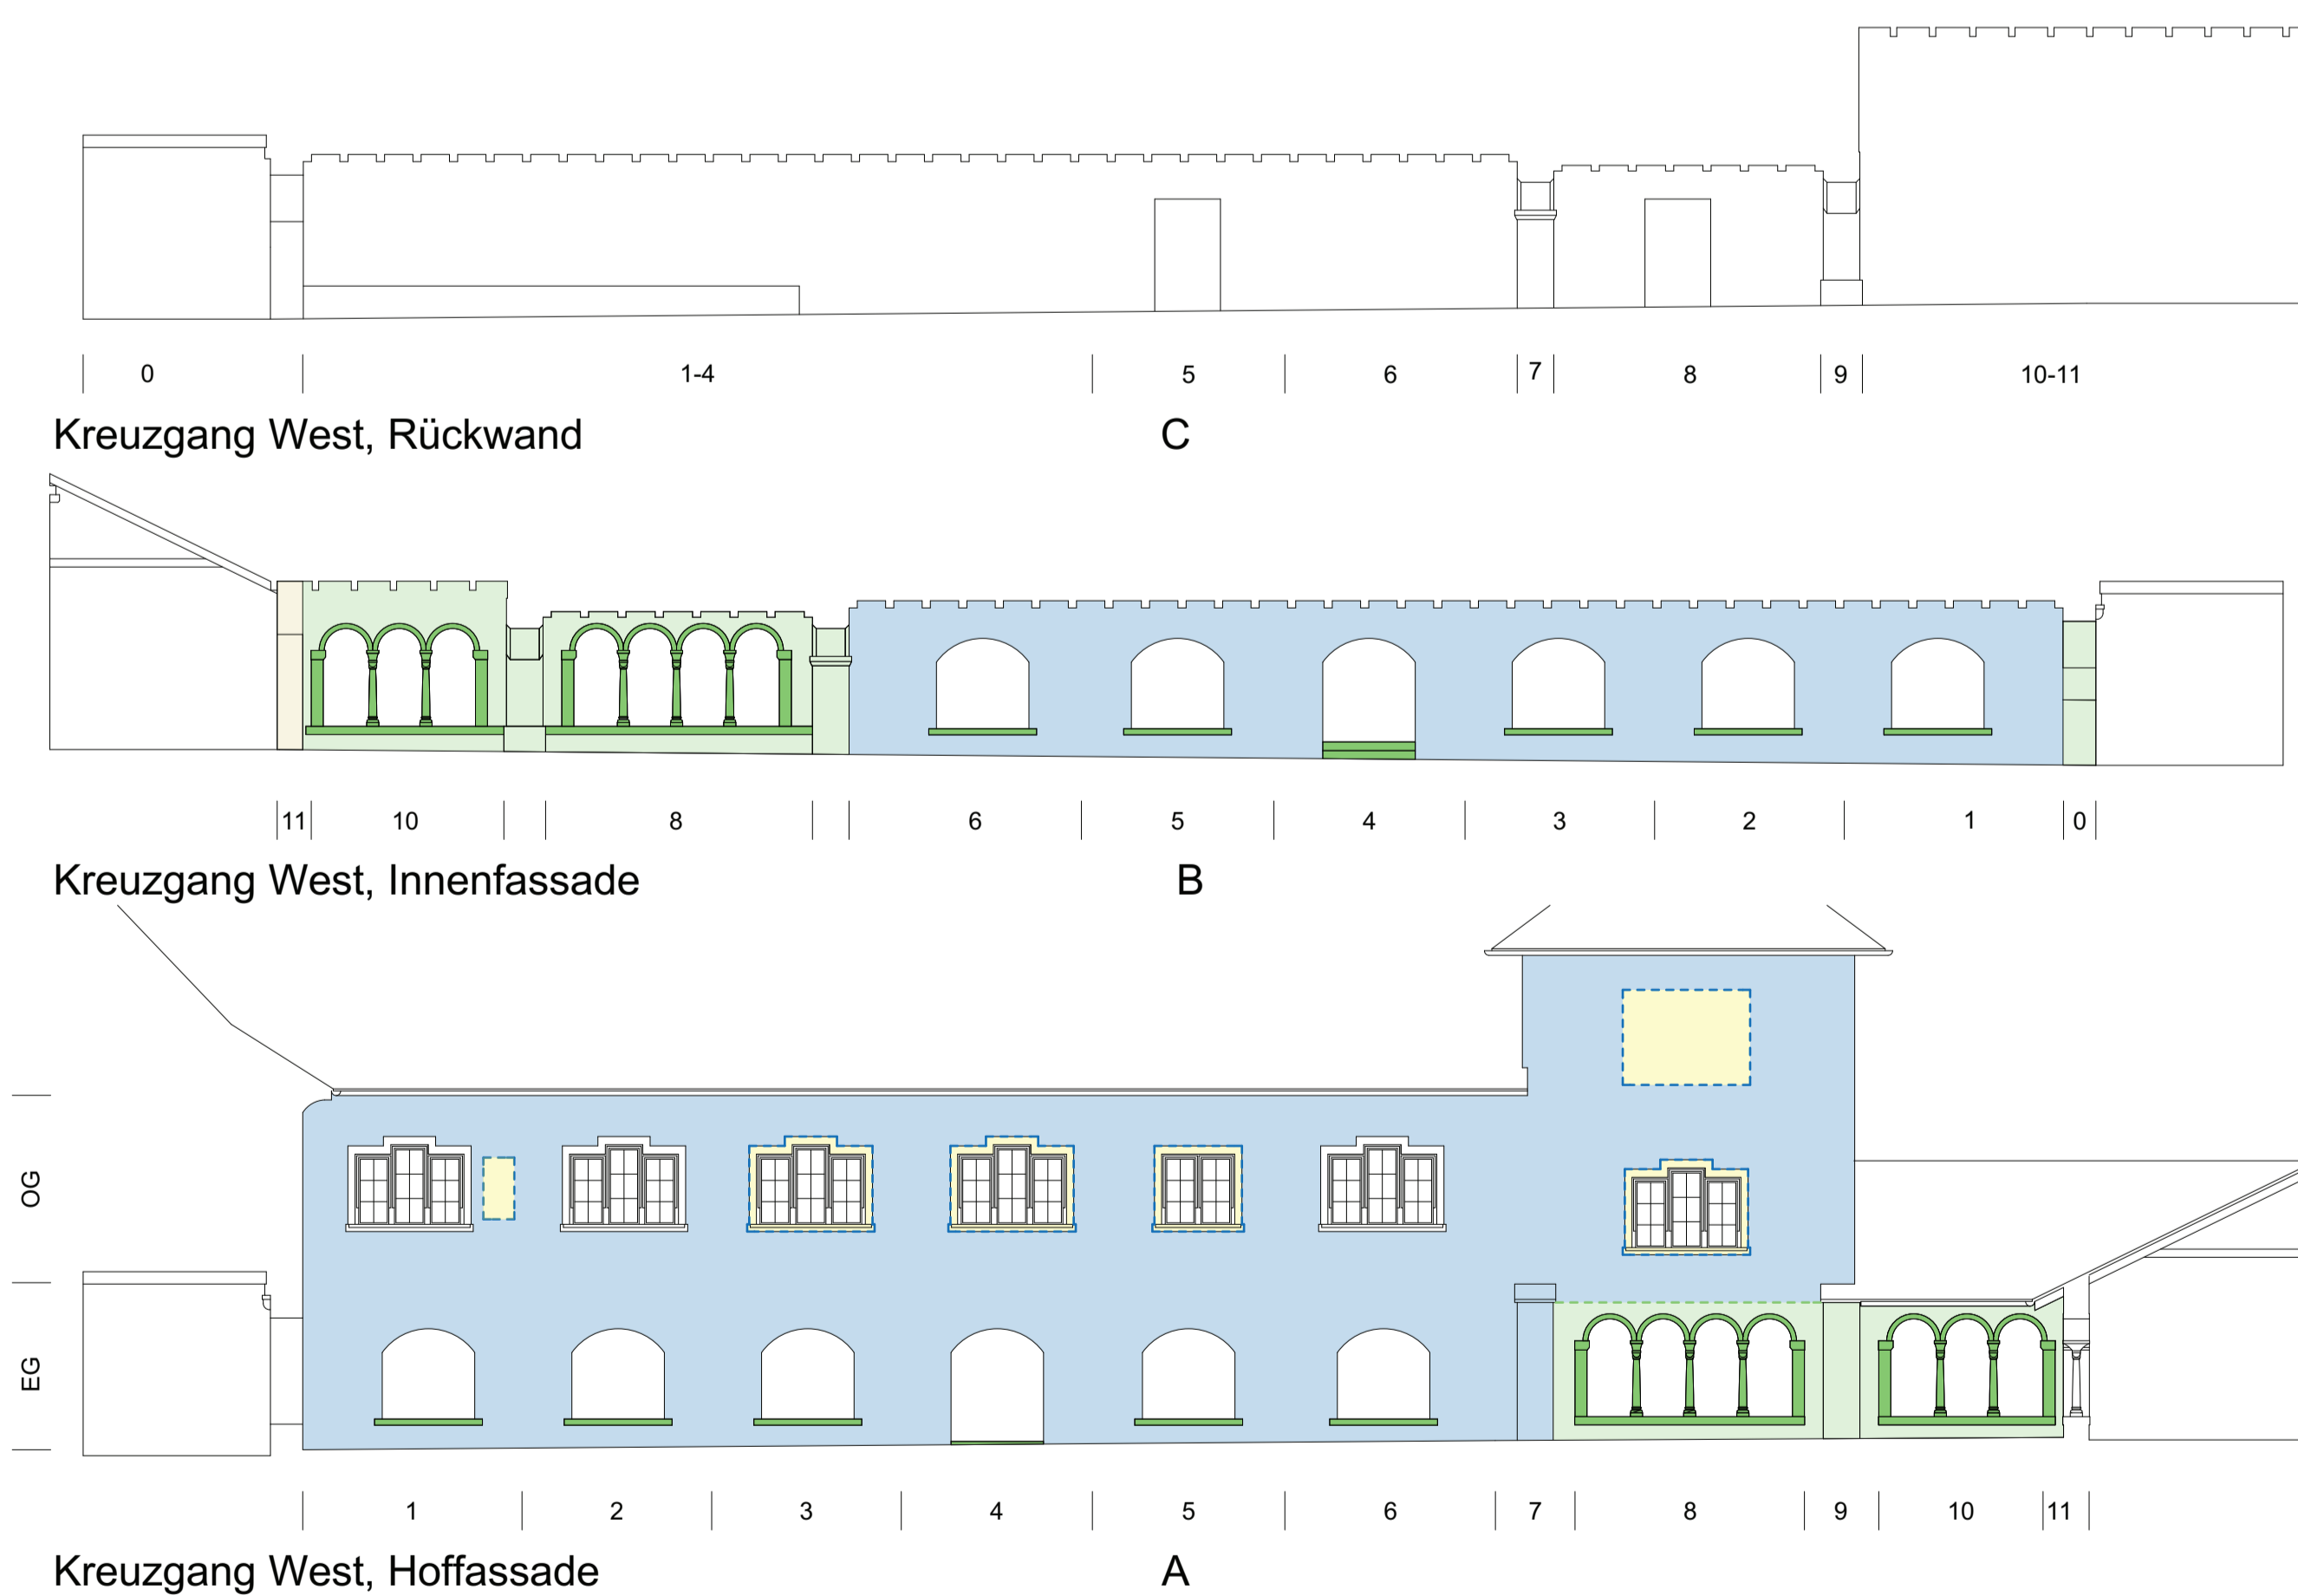 0 1-4 5 6 7 8 9 10-11
Kreuzgang West, Rückwand C
11 10 8 6 5 4 3 2 1 0
Kreuzgang West, Innenfassade B
OG
EG
1 2 3 4 5 6 7 8 9 10 11
Kreuzgang West, Hoffassade A